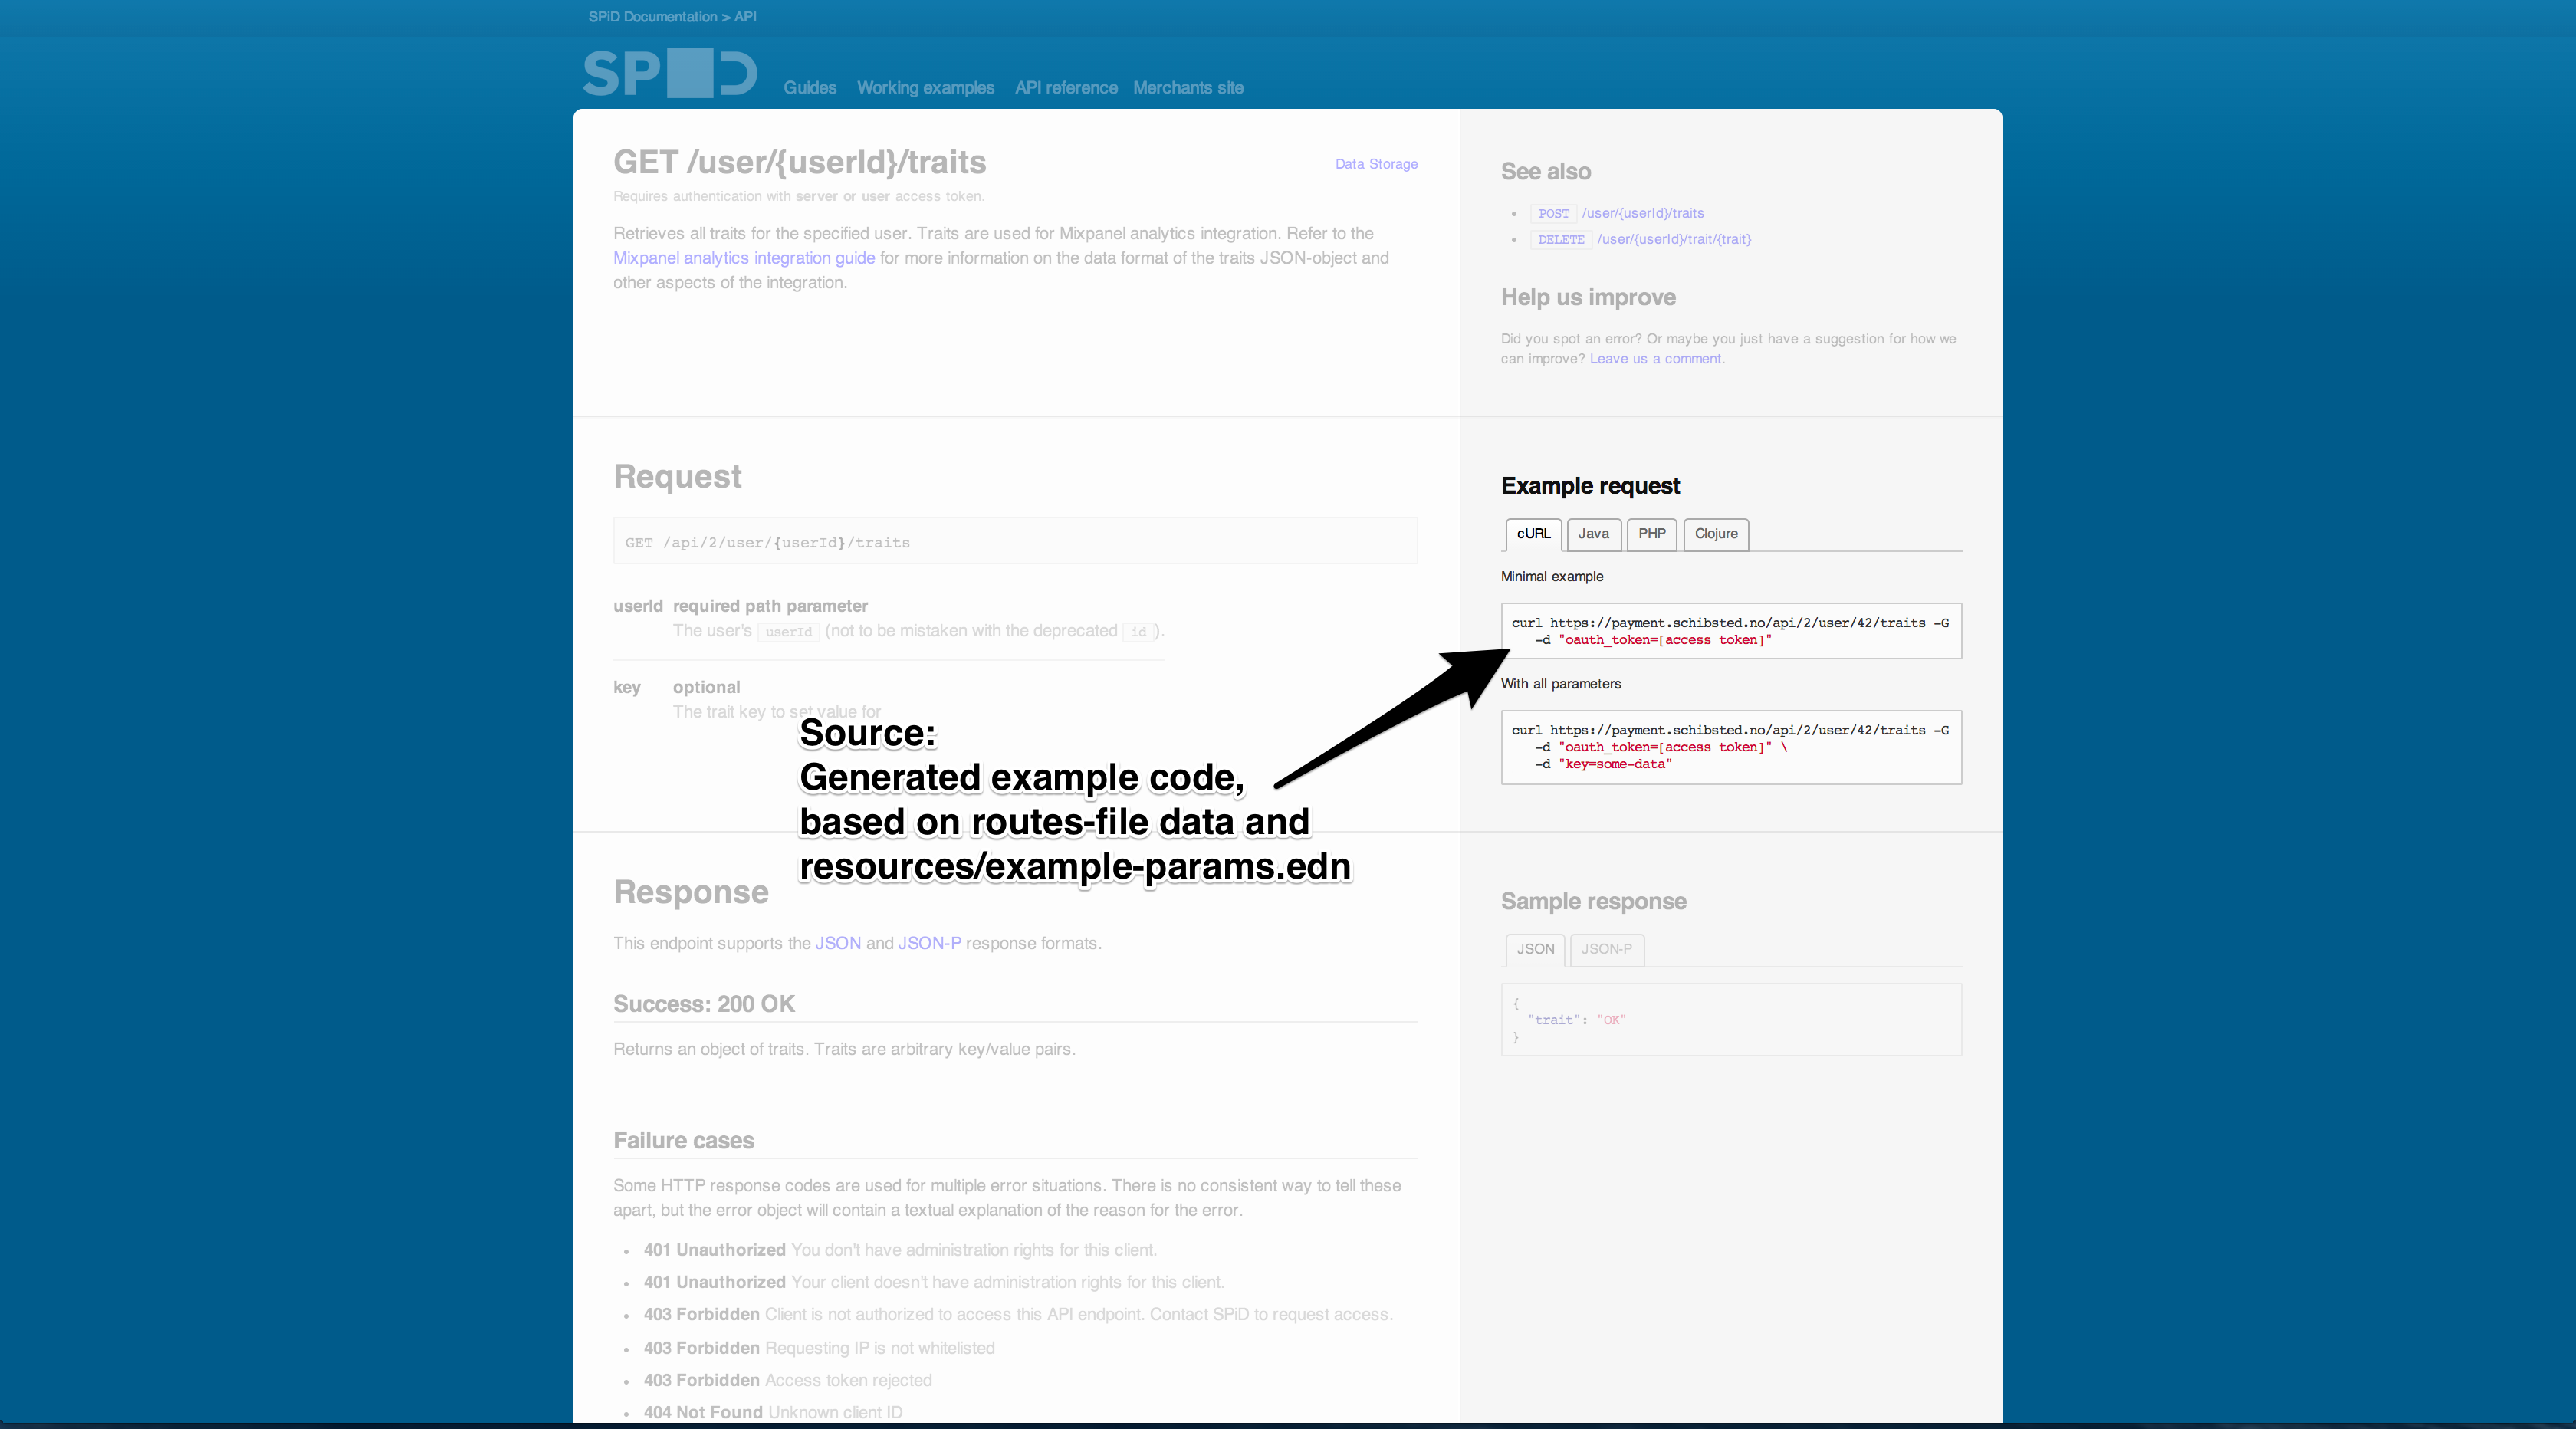 SPiD Documentation > API
SPiD
Guides Working examples API reference Merchants site
GET /user/{userId}/traits
Data Storage
Requires authentication with server or user access token.
Retrieves all traits for the specified user. Traits are used for Mixpanel analytics integration. Refer to the
Mixpanel analytics integration guide for more information on the data format of the traits JSON-object and
other aspects of the integration.
See also
• POST /user/{userId}/traits
• DELETE /user/{userId}/trait/{trait}
Help us improve
Did you spot an error? Or maybe you just have a suggestion for how we
can improve? Leave us a comment.
Request
GET /api/2/user/{userId}/traits
userId required path parameter
The user's userId (not to be mistaken with the deprecated id).
key optional
The trait key to set value for
Example request
cURL Java PHP Clojure
Minimal example
curl https://payment.schibsted.no/api/2/user/42/traits -G
-d "oauth_token=[access token]"
With all parameters
curl https://payment.schibsted.no/api/2/user/42/traits -G
-d "oauth_token=[access token]" \
-d "key=some-data"
Source:
Generated example code,
based on routes-file data and
resources/example-params.edn
Response
This endpoint supports the JSON and JSON-P response formats.
Success: 200 OK
Returns an object of traits. Traits are arbitrary key/value pairs.
Failure cases
Some HTTP response codes are used for multiple error situations. There is no consistent way to tell these
apart, but the error object will contain a textual explanation of the reason for the error.
• 401 Unauthorized You don't have administration rights for this client.
• 401 Unauthorized Your client doesn't have administration rights for this client.
• 403 Forbidden Client is not authorized to access this API endpoint. Contact SPiD to request access.
• 403 Forbidden Requesting IP is not whitelisted
• 403 Forbidden Access token rejected
• 404 Not Found Unknown client ID
Sample response
JSON JSON-P
{
"trait": "OK"
}